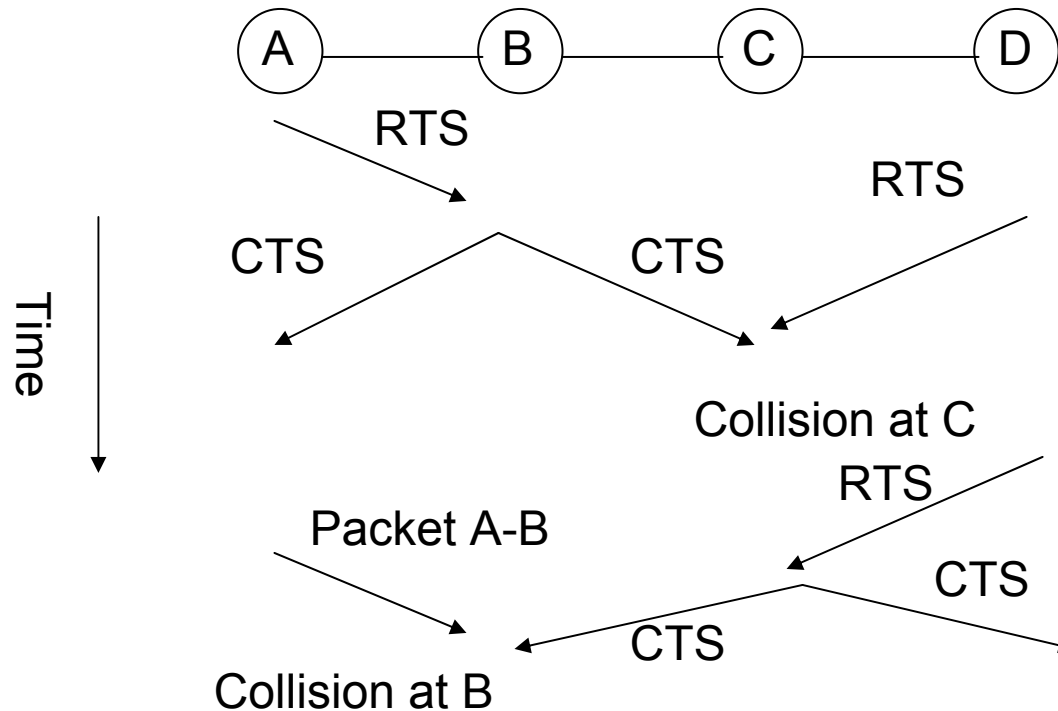 A
B
C
D
RTS
RTS
CTS
CTS
Time
Collision at C
RTS
Packet A-B
CTS
CTS
Collision at B